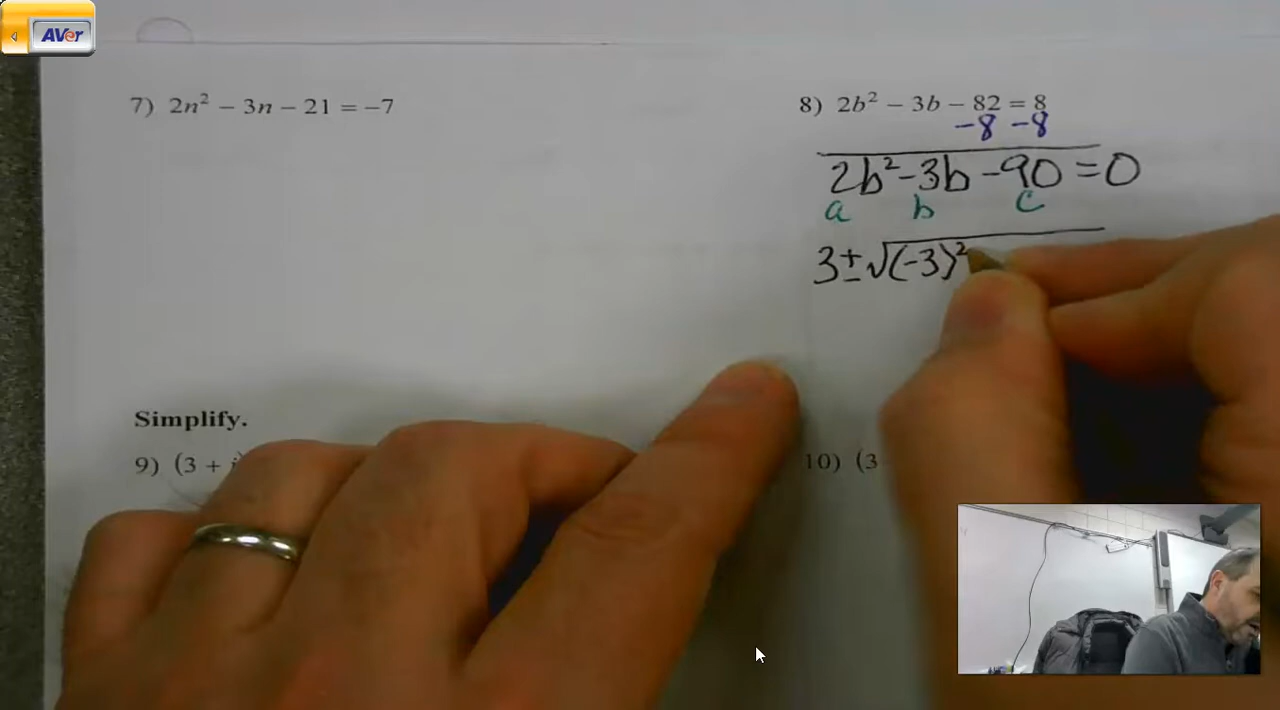 AVer
7) 2n² − 3n − 21 = −7
8) 2b² − 3b − 82 = 8
−8 −8
2b² − 3b − 90 = 0
a b c
3 ± √(−3)²
Simplify.
9) (3 +
10) (3